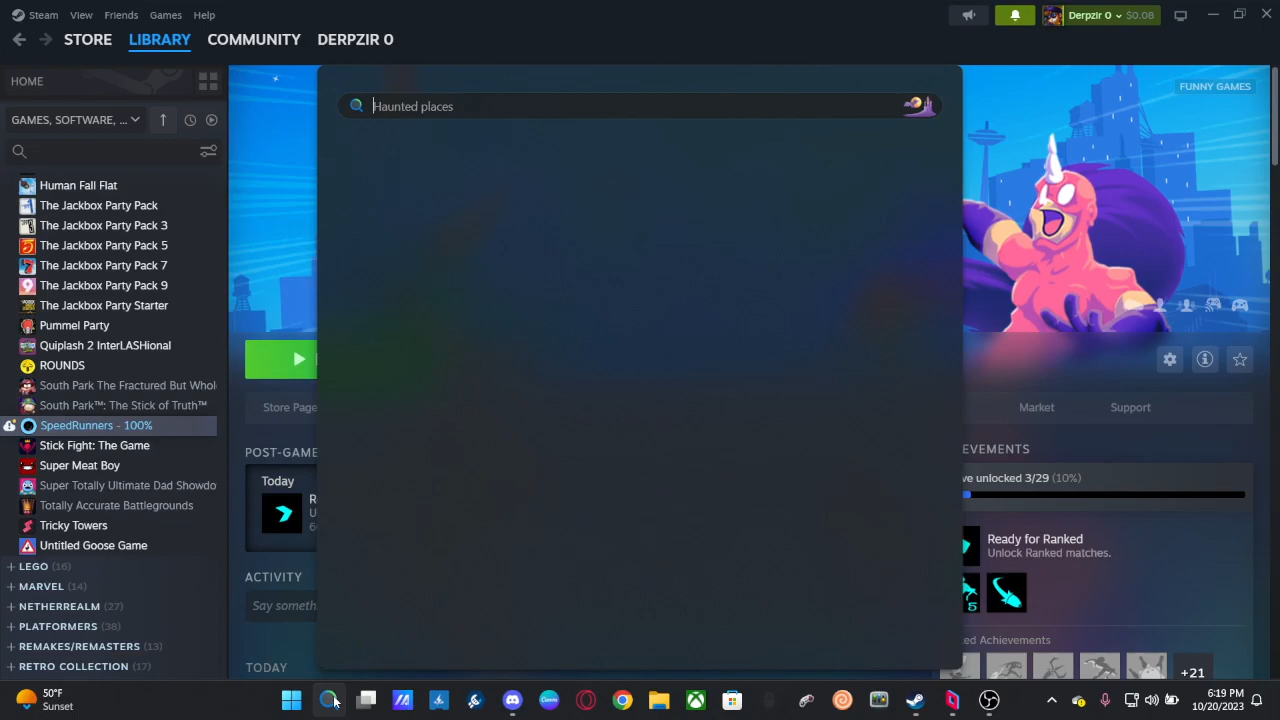 Steam View Friends Games Help
Derpzir 0 $0.08
STORE LIBRARY COMMUNITY DERPZIR 0
HOME
GAMES, SOFTWARE, ...
Haunted places
FUNNY GAMES
Human Fall Flat
The Jackbox Party Pack
The Jackbox Party Pack 3
The Jackbox Party Pack 5
The Jackbox Party Pack 7
The Jackbox Party Pack 9
The Jackbox Party Starter
Pummel Party
Quiplash 2 InterLASHional
ROUNDS
South Park The Fractured But Whole
South Park™: The Stick of Truth™
SpeedRunners - 100%
Stick Fight: The Game
Super Meat Boy
Super Totally Ultimate Dad Showdo
Totally Accurate Battlegrounds
Tricky Towers
Untitled Goose Game
LEGO (16)
MARVEL (14)
NETHERREALM (27)
PLATFORMERS (38)
REMAKES/REMASTERS (13)
RETRO COLLECTION (17)
Store Page
Market
Support
POST-GAME
Today
R
U
6
ACTIVITY
Say someth
TODAY
EVEMENTS
ve unlocked 3/29 (10%)
Ready for Ranked
Unlock Ranked matches.
5
ed Achievements
+21
50°F
Sunset
6:19 PM
10/20/2023